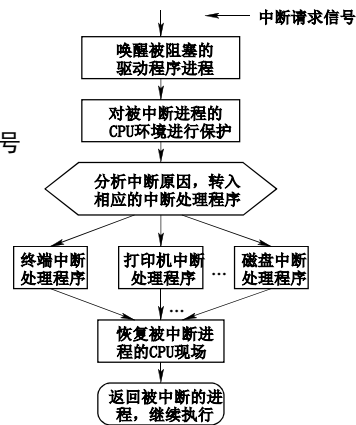 中断请求信号
唤醒被阻塞的
驱动程序进程
对被中断进程的
CPU环境进行保护
号
分析中断原因，转入
相应的中断处理程序
终端中断
处理程序
打印机中断
处理程序
…
磁盘中断
处理程序
…
恢复被中断进
程的CPU现场
返回被中断的进
程，继续执行